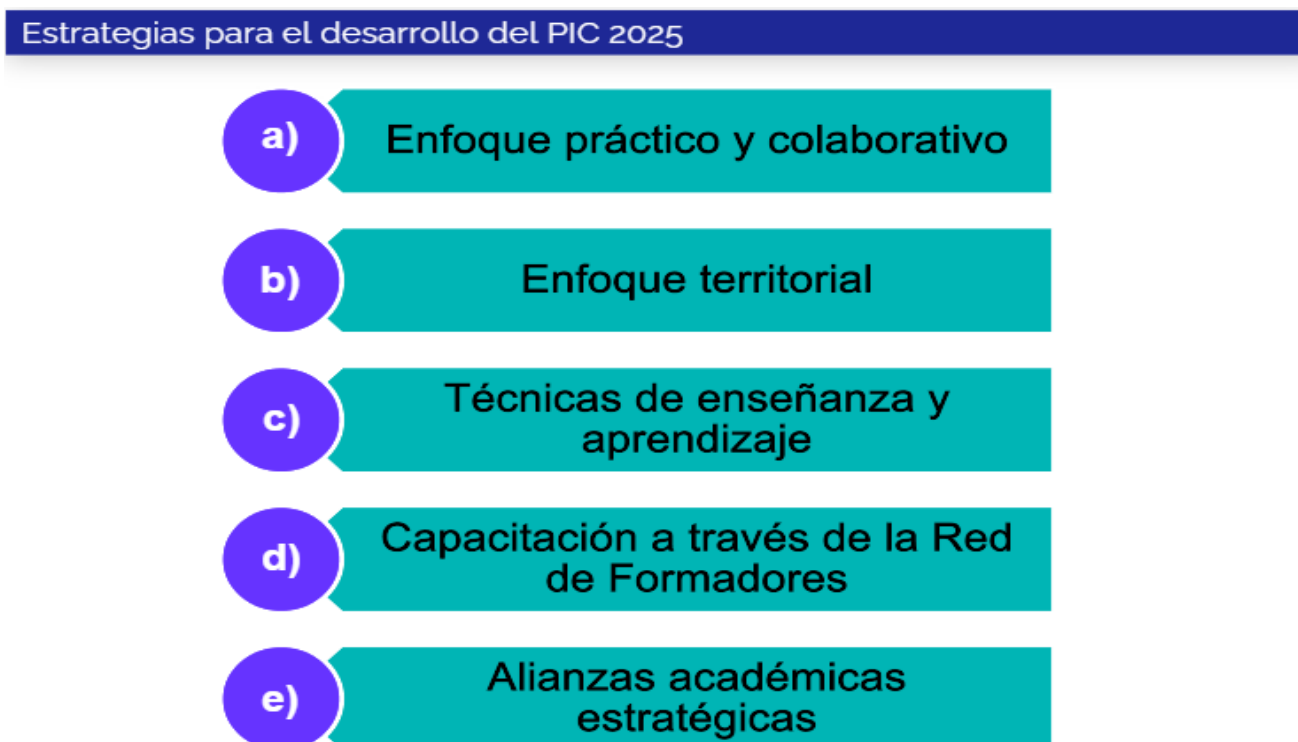 Estrategias para el desarrollo del PIC 2025
a) Enfoque práctico y colaborativo
b) Enfoque territorial
c) Técnicas de enseñanza y
aprendizaje
d) Capacitación a través de la Red
de Formadores
e) Alianzas académicas
estratégicas